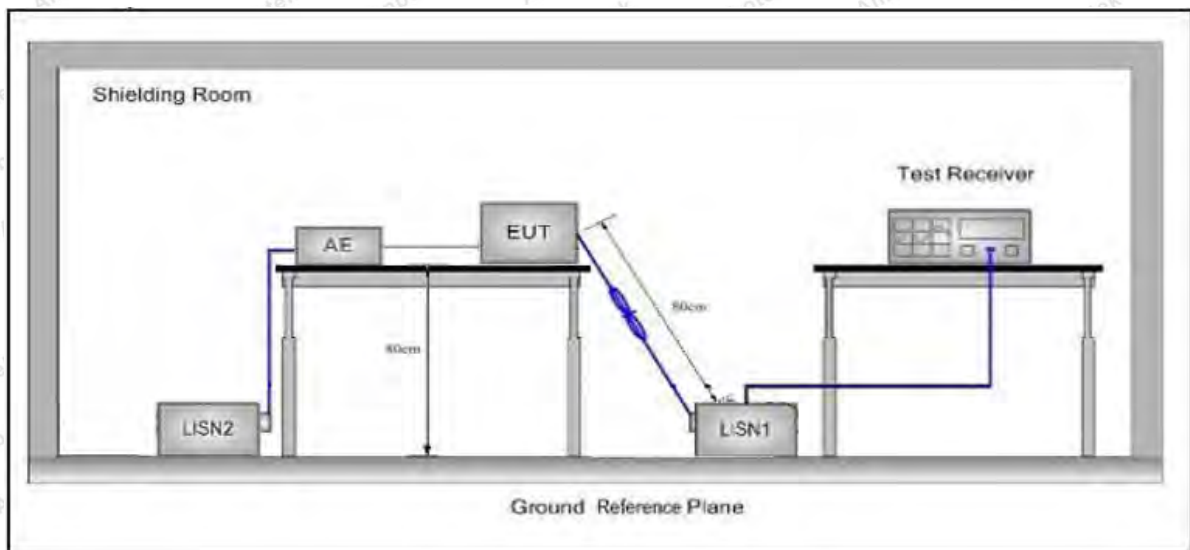 Shielding Room
Test Receiver
AE
EUT
80cm
80cm
LISN2
LISN1
Ground Reference Plane